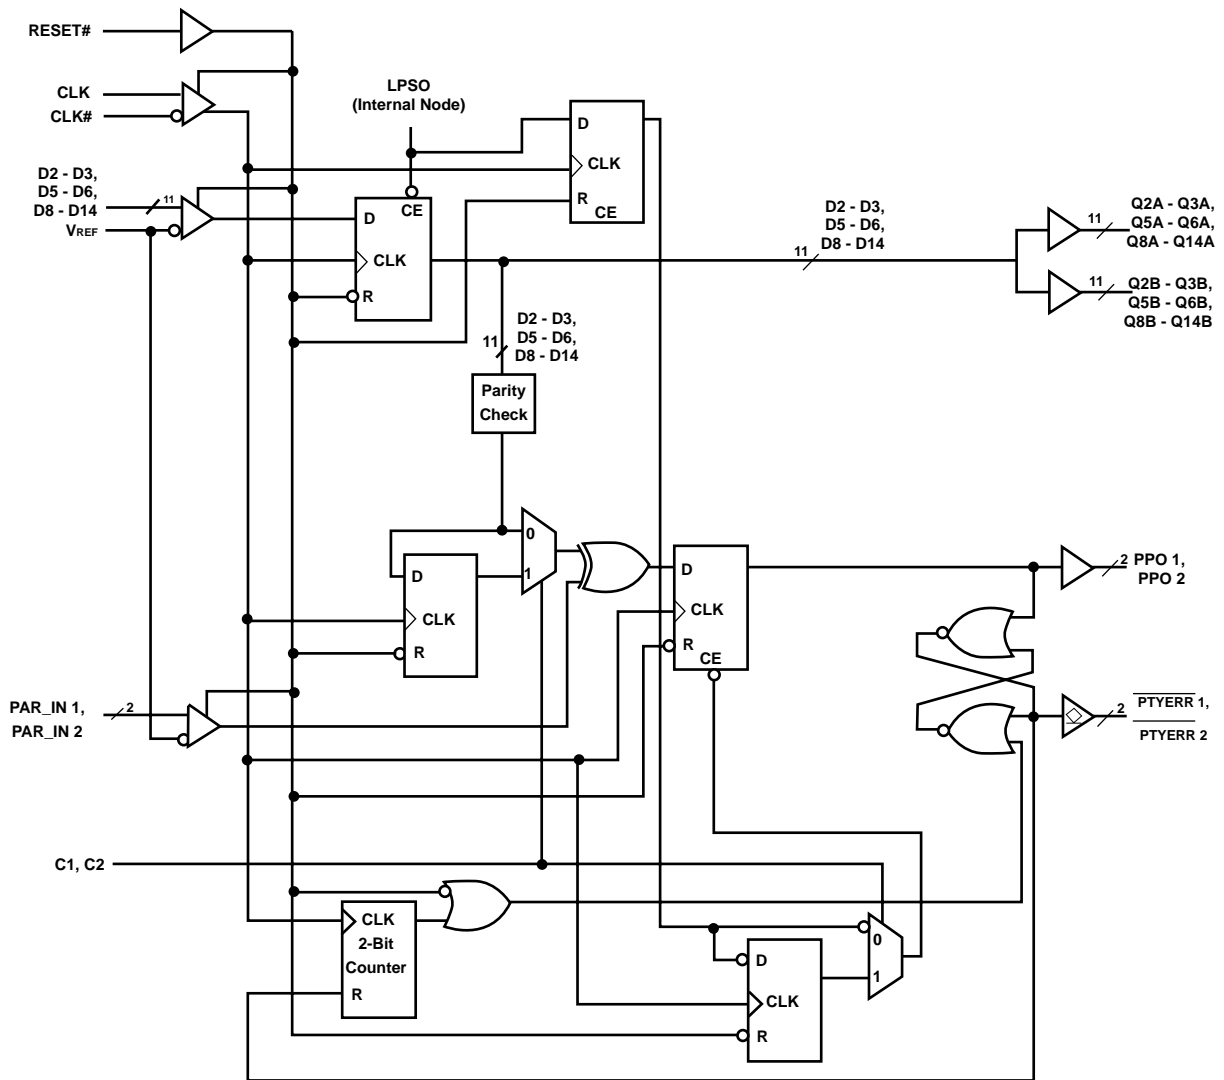 RESET#
CLK
CLK#
LPSO
(Internal Node)
D
CLK
R
CE
D2 - D3,
D5 - D6,
D8 - D14
11
VREF
CE
D
CLK
R
D2 - D3,
D5 - D6,
D8 - D14
11
11
Q2A - Q3A,
Q5A - Q6A,
Q8A - Q14A
11
Q2B - Q3B,
Q5B - Q6B,
Q8B - Q14B
D2 - D3,
D5 - D6,
D8 - D14
11
Parity
Check
0
1
D
CLK
R
D
CLK
R
CE
2
PPO 1,
PPO 2
PAR_IN 1,
PAR_IN 2
2
2
PTYERR 1,
PTYERR 2
C1, C2
CLK
2-Bit
Counter
R
0
1
D
CLK
R